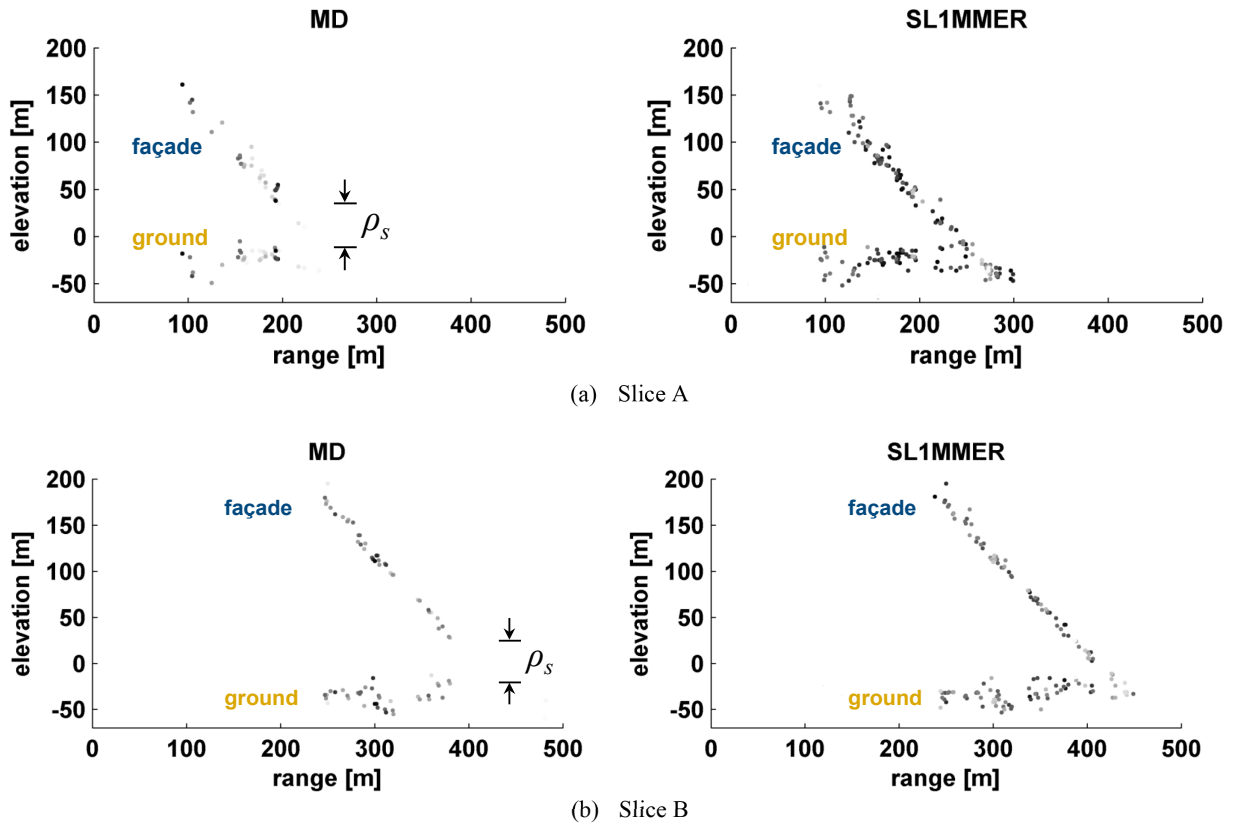 MD
SL1MMER
200
150
100
50
0
-50
elevation [m]
façade
ground
ρs
0 100 200 300 400 500
range [m]
200
150
100
50
0
-50
elevation [m]
façade
ground
0 100 200 300 400 500
range [m]
(a) Slice A
MD
SL1MMER
200
150
100
50
0
-50
elevation [m]
façade
ground
ρs
0 100 200 300 400 500
range [m]
200
150
100
50
0
-50
elevation [m]
façade
ground
0 100 200 300 400 500
range [m]
(b) Slice B